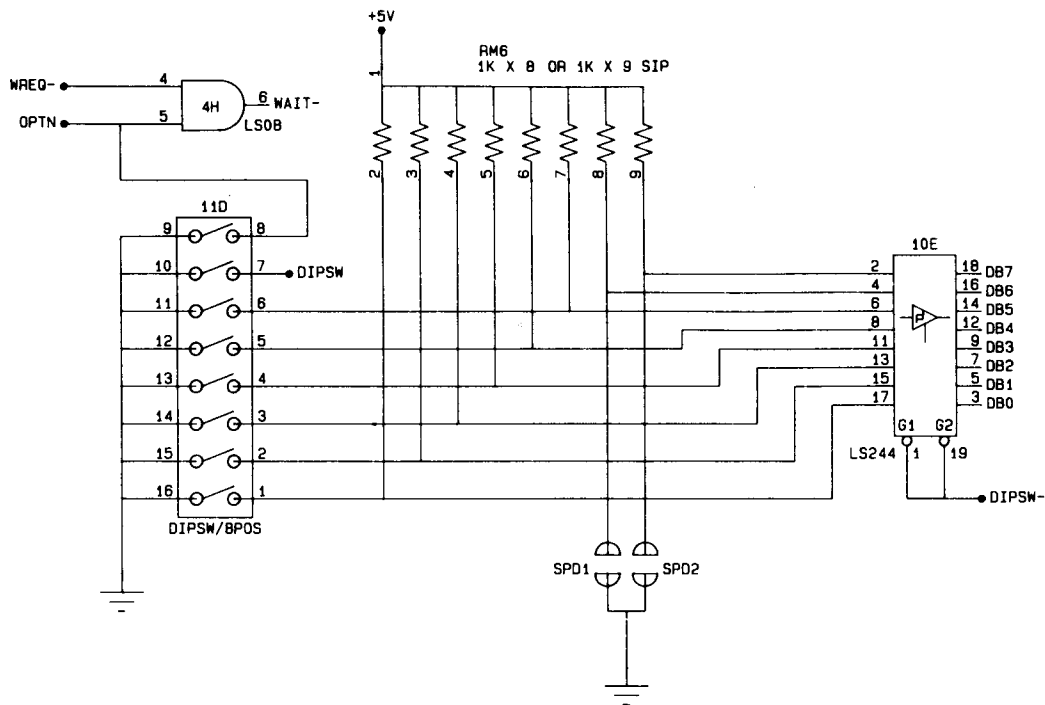 +5V
RM6
1K X 8 OR 1K X 9 SIP
1
WREQ- 4
4H 6 WAIT-
OPTN 5
LS08
2 3 4 5 6 7 8 9
11D
9 8
10 7 DIPSW
11 6
12 5
13 4
14 3
15 2
16 1
DIPSW/8POS
10E
2 18 DB7
4 16 DB6
6 14 DB5
8 12 DB4
11 9 DB3
13 7 DB2
15 5 DB1
17 3 DB0
G1 G2
LS244 1 19
DIPSW-
SPD1 SPD2